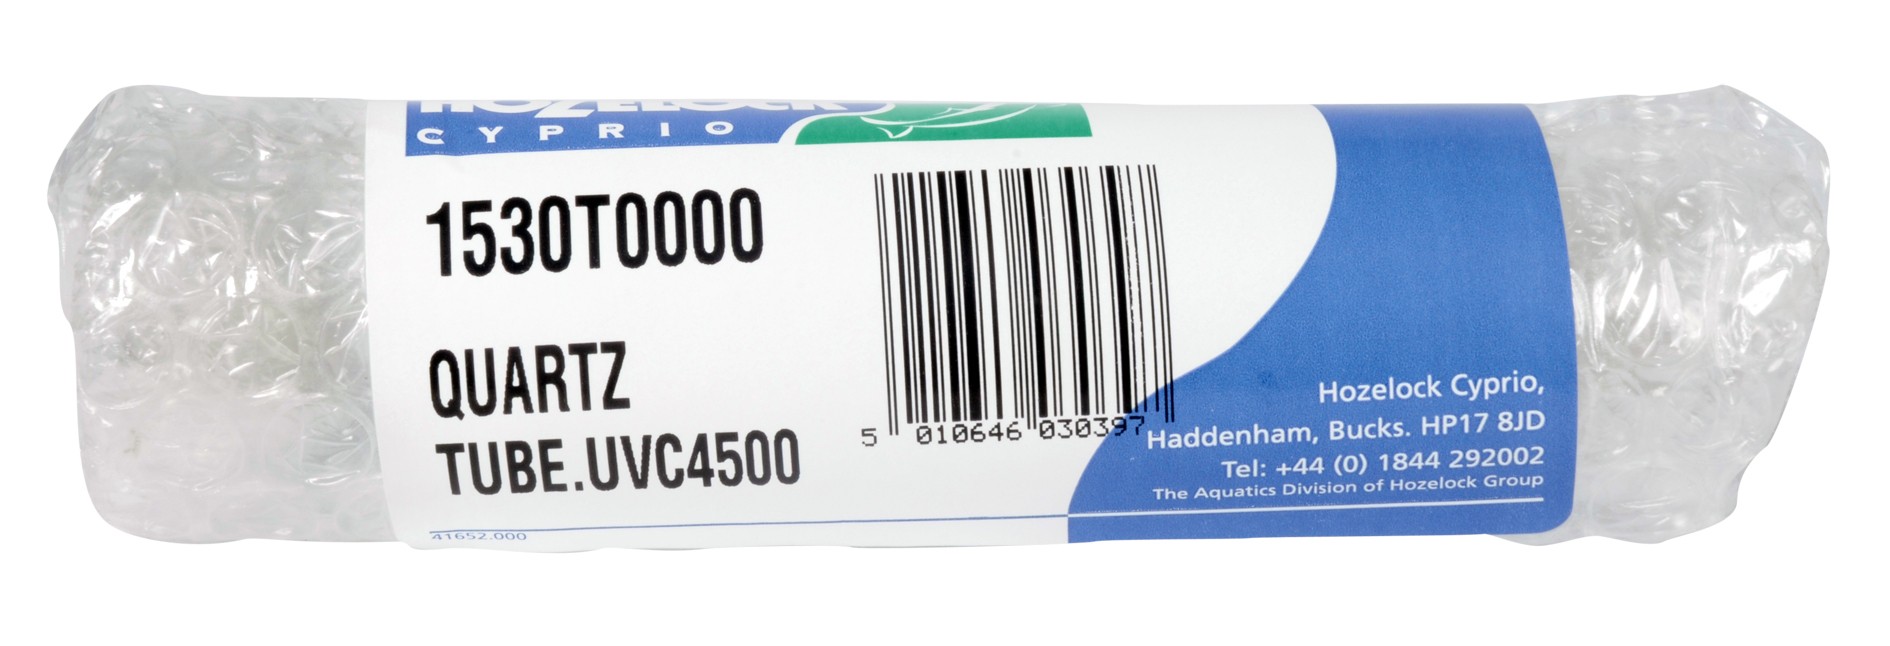 HOZELOCK
CYPRIO
1530T0000
QUARTZ
TUBE.UVC4500
5 010646 030397
Hozelock Cyprio,
Haddenham, Bucks. HP17 8JD
Tel: +44 (0) 1844 292002
The Aquatics Division of Hozelock Group
41652.000